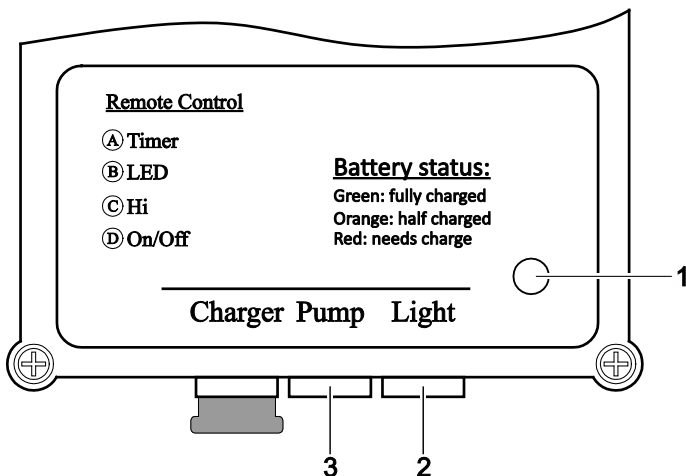 Remote Control
Ⓐ Timer
Ⓑ LED
Ⓒ Hi
Ⓓ On/Off
Battery status:
Green: fully charged
Orange: half charged
Red: needs charge
1
Charger Pump Light
3 2